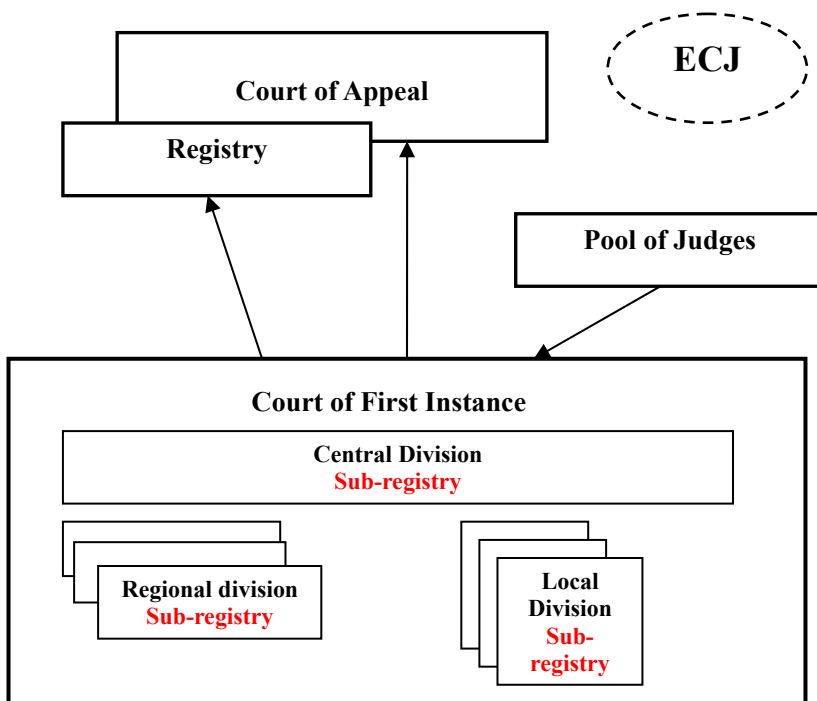 ECJ
Court of Appeal
Registry
Pool of Judges
Court of First Instance
Central Division
Sub-registry
Regional division
Sub-registry
Local
Division
Sub-
registry